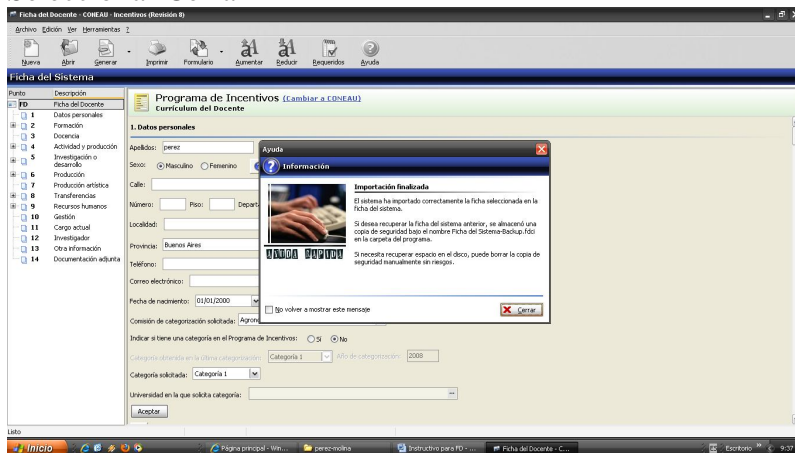 Ficha del Docente - CONEAU - Incentivos (Revisión 8)
Archivo Edición Ver Herramientas ?
Nueva Abrir Generar Imprimir Formulario Aumentar Reducir Requeridos Ayuda
Ficha del Sistema
Punto Descripción
FD Ficha del Docente
1 Datos personales
2 Formación
3 Docencia
4 Actividad y producción
5 Investigación o desarrollo
6 Producción
7 Producción artística
8 Transferencias
9 Recursos humanos
10 Gestión
11 Cargo actual
12 Investigador
13 Otra información
14 Documentación adjunta
Programa de Incentivos (Cambiar a CONEAU)
Currículum del Docente
1. Datos personales
Apellidos: perez
Sexo: Masculino Femenino
Calle:
Número: Piso: Departa
Localidad:
Provincia: Buenos Aires
Teléfono:
Correo electrónico:
Fecha de nacimiento: 01/01/2000
Comisión de categorización solicitada: Agron
Indicar si tiene una categoría en el Programa de Incentivos: Sí No
Categoría obtenida en la última categorización: Categoría 1 Año de categorización: 2008
Categoría solicitada: Categoría 1
Universidad en la que solicita categoría:
Aceptar
Ayuda
Información
AYUDA RAPIDA
Importación finalizada
El sistema ha importado correctamente la ficha seleccionada en la
ficha del sistema.
Si desea recuperar la ficha del sistema anterior, se almacenó una
copia de seguridad bajo el nombre Ficha del Sistema-Backup.fdci
en la carpeta del programa.
Si necesita recuperar espacio en el disco, puede borrar la copia de
seguridad manualmente sin riesgos.
No volver a mostrar este mensaje
Cerrar
Listo
Inicio Página principal - Win... perez-molina Instructivo para FD - ... Ficha del Docente - C... Escritorio 9:37